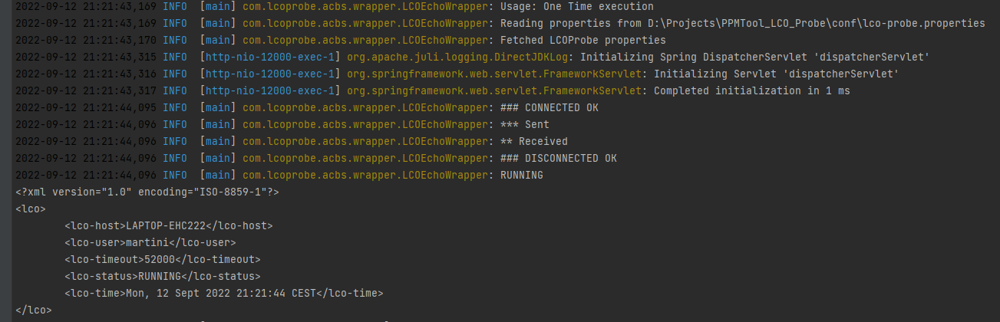 2022-09-12 21:21:43,169 INFO  [main] com.lcoprobe.acbs.wrapper.LCOEchoWrapper: Usage: One Time execution
2022-09-12 21:21:43,169 INFO  [main] com.lcoprobe.acbs.wrapper.LCOEchoWrapper: Reading properties from D:\Projects\PPMTool_LCO_Probe\conf\lco-probe.properties
2022-09-12 21:21:43,170 INFO  [main] com.lcoprobe.acbs.wrapper.LCOEchoWrapper: Fetched LCOProbe properties
2022-09-12 21:21:43,315 INFO  [http-nio-12000-exec-1] org.apache.juli.logging.DirectJDKLog: Initializing Spring DispatcherServlet 'dispatcherServlet'
2022-09-12 21:21:43,316 INFO  [http-nio-12000-exec-1] org.springframework.web.servlet.FrameworkServlet: Initializing Servlet 'dispatcherServlet'
2022-09-12 21:21:43,317 INFO  [http-nio-12000-exec-1] org.springframework.web.servlet.FrameworkServlet: Completed initialization in 1 ms
2022-09-12 21:21:44,095 INFO  [main] com.lcoprobe.acbs.wrapper.LCOEchoWrapper: ### CONNECTED OK
2022-09-12 21:21:44,096 INFO  [main] com.lcoprobe.acbs.wrapper.LCOEchoWrapper: *** Sent
2022-09-12 21:21:44,096 INFO  [main] com.lcoprobe.acbs.wrapper.LCOEchoWrapper: ** Received
2022-09-12 21:21:44,096 INFO  [main] com.lcoprobe.acbs.wrapper.LCOEchoWrapper: ### DISCONNECTED OK
2022-09-12 21:21:44,096 INFO  [main] com.lcoprobe.acbs.wrapper.LCOEchoWrapper: RUNNING
<?xml version="1.0" encoding="ISO-8859-1"?>
<lco>
        <lco-host>LAPTOP-EHC222</lco-host>
        <lco-user>martini</lco-user>
        <lco-timeout>52000</lco-timeout>
        <lco-status>RUNNING</lco-status>
        <lco-time>Mon, 12 Sept 2022 21:21:44 CEST</lco-time>
</lco>